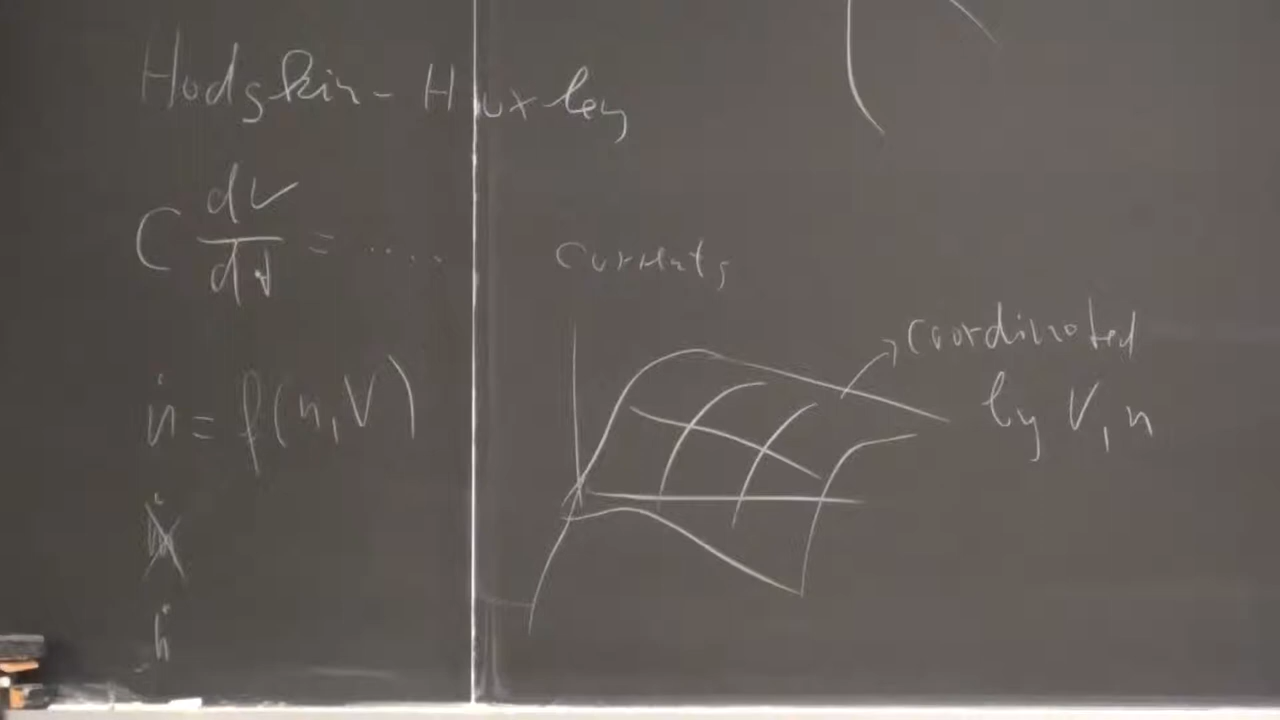 Hodgkin-Huxley
C dV/dt = .....
currents
ṅ = f(n, V)
ṁ
ḣ
coordinated
by V, n